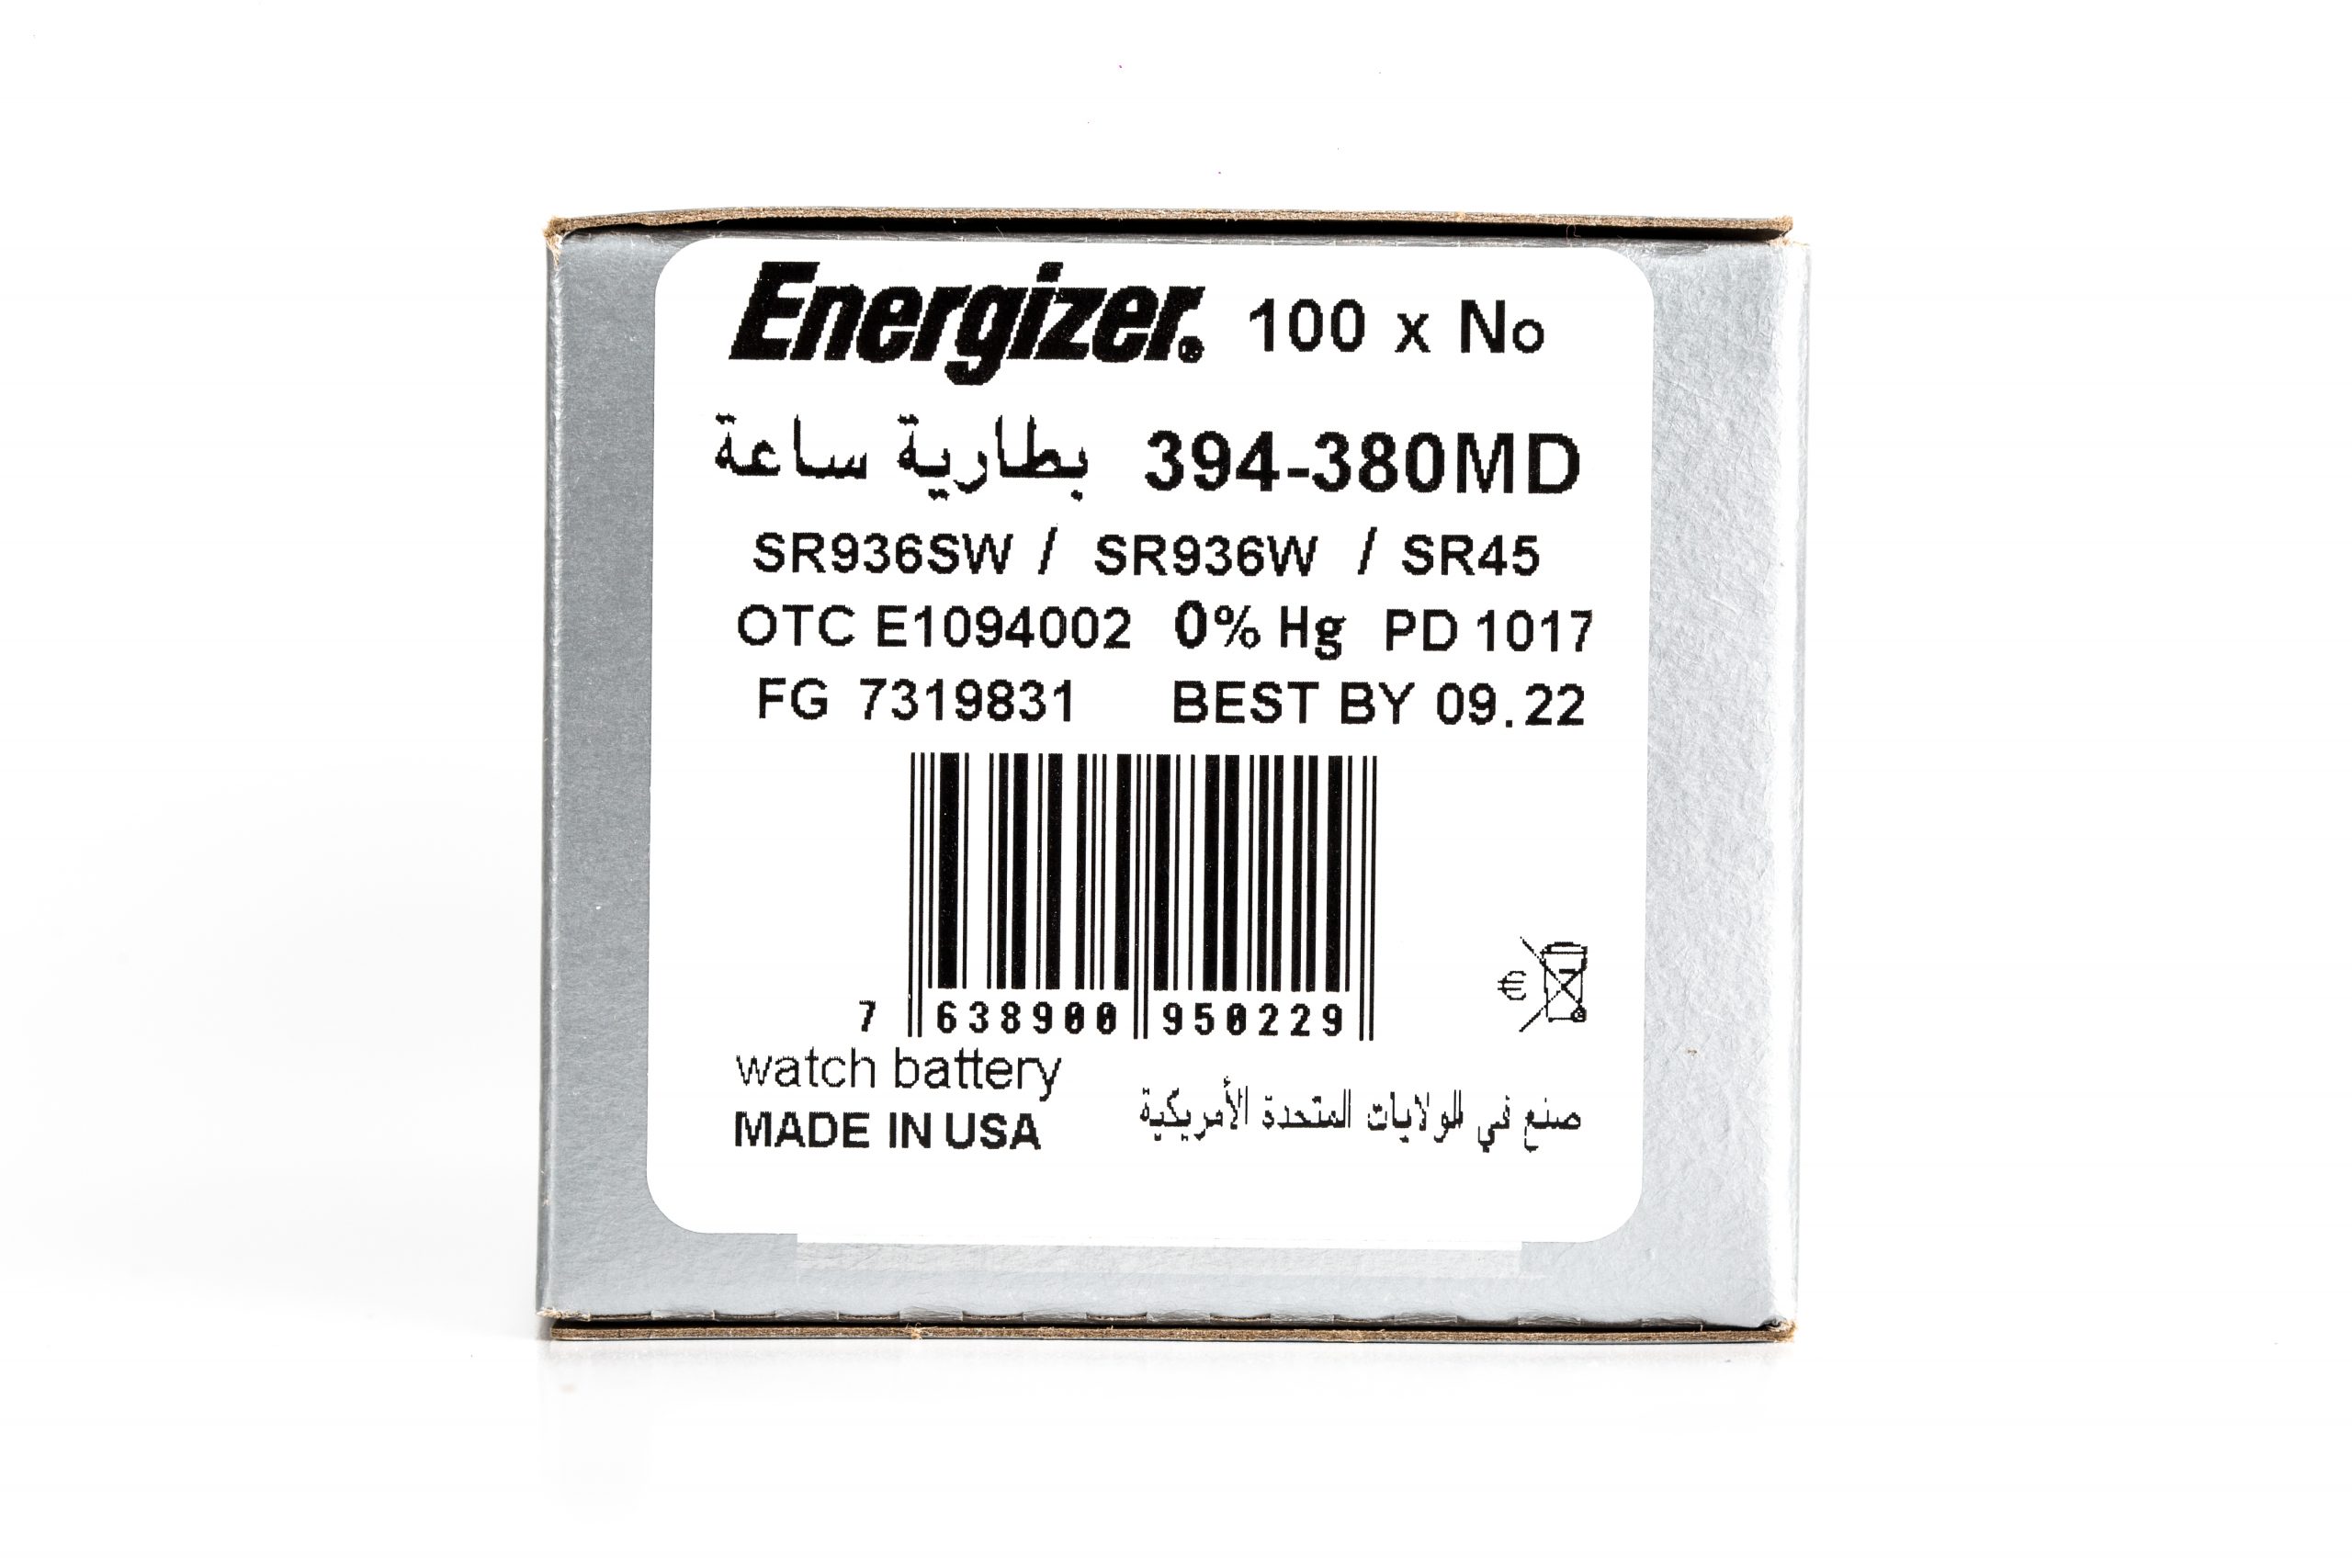 Energizer® 100 x No
بطارية ساعة 394-380MD
SR936SW / SR936W / SR45
OTC E1094002 0% Hg PD 1017
FG 7319831 BEST BY 09.22
7 638900 950229
€
watch battery
MADE IN USA
صنع في الولايات المتحدة الأمريكية